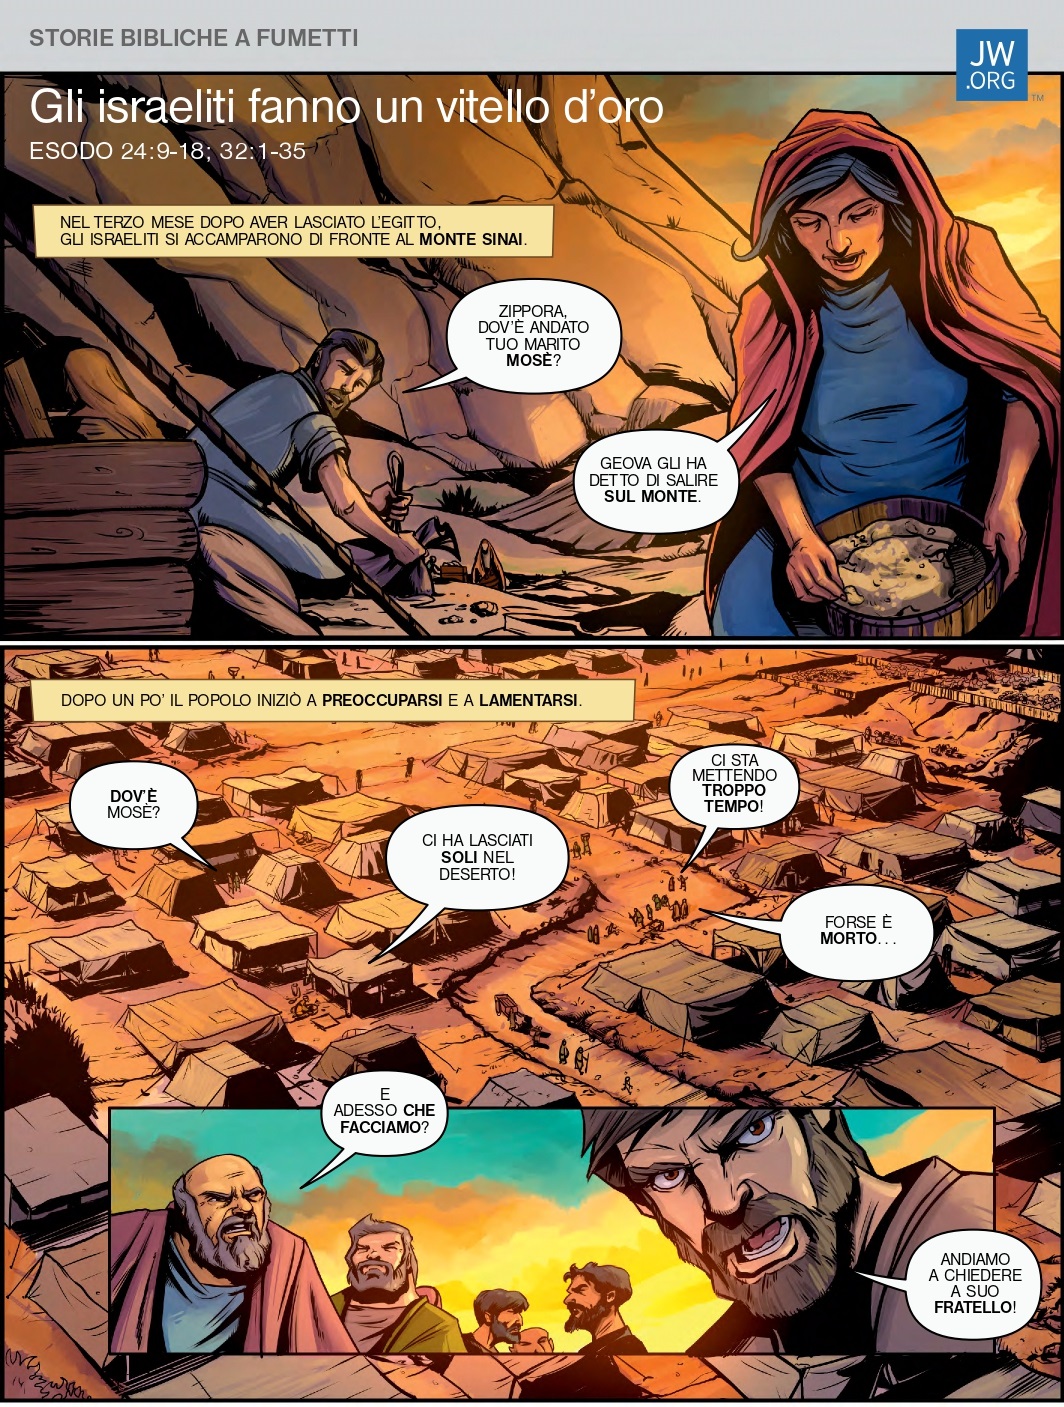 STORIE BIBLICHE A FUMETTI
JW
.ORG
TM
Gli israeliti fanno un vitello d’oro
ESODO 24:9-18; 32:1-35
NEL TERZO MESE DOPO AVER LASCIATO L’EGITTO,
GLI ISRAELITI SI ACCAMPARONO DI FRONTE AL MONTE SINAI.
ZIPPORA,
DOV’È ANDATO
TUO MARITO
MOSÈ?
GEOVA GLI HA
DETTO DI SALIRE
SUL MONTE.
DOPO UN PO’ IL POPOLO INIZIÒ A PREOCCUPARSI E A LAMENTARSI.
DOV’È
MOSÈ?
CI HA LASCIATI
SOLI NEL
DESERTO!
CI STA
METTENDO
TROPPO
TEMPO!
FORSE È
MORTO...
E
ADESSO CHE
FACCIAMO?
ANDIAMO
A CHIEDERE
A SUO
FRATELLO!